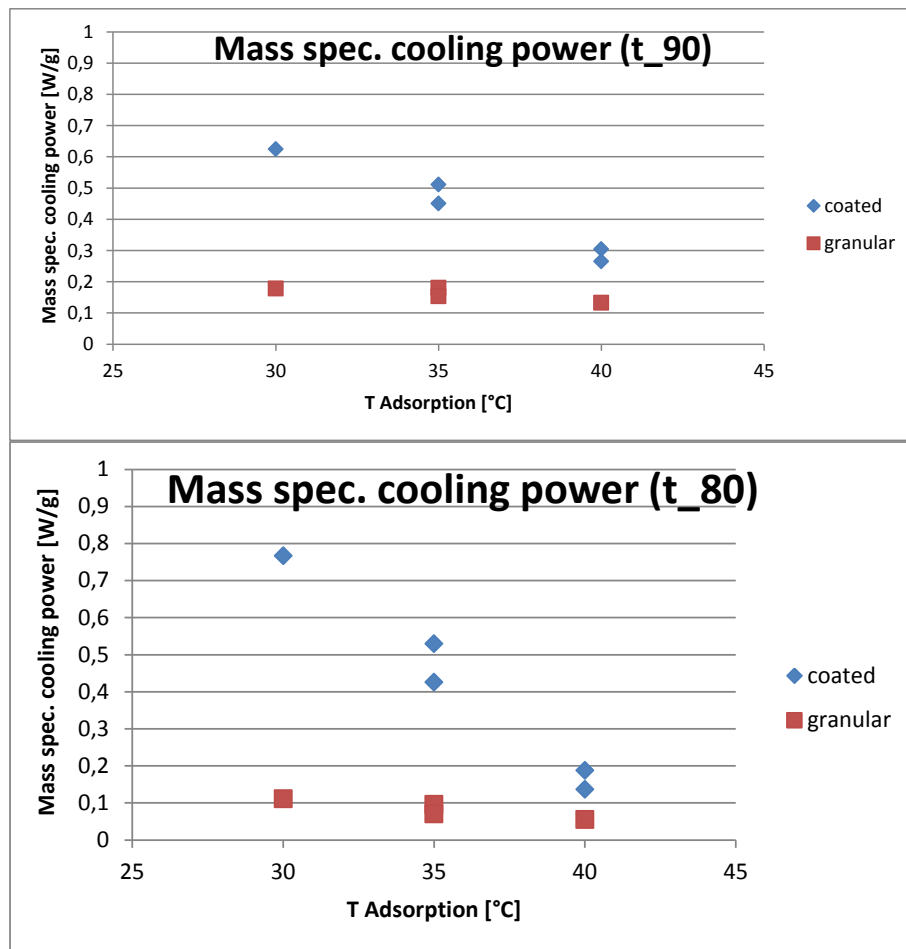 Mass spec. cooling power (t_90)
Mass spec. cooling power [W/g]
1
0,9
0,8
0,7
0,6
0,5
0,4
0,3
0,2
0,1
0
25 30 35 40 45
T Adsorption [°C]
coated
granular
Mass spec. cooling power (t_80)
Mass spec. cooling power [W/g]
1
0,9
0,8
0,7
0,6
0,5
0,4
0,3
0,2
0,1
0
25 30 35 40 45
T Adsorption [°C]
coated
granular